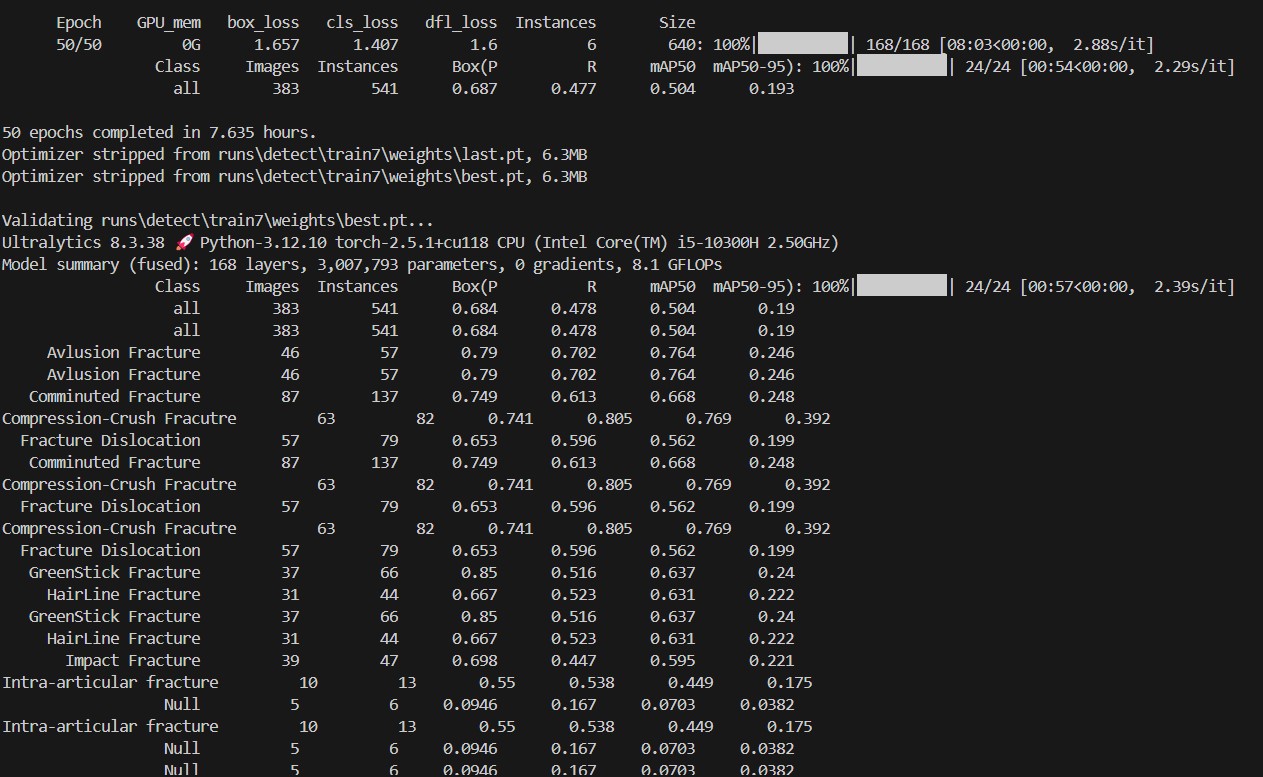 Epoch GPU_mem box_loss cls_loss dfl_loss Instances Size
50/50 0G 1.657 1.407 1.6 6 640: 100%|██████████| 168/168 [08:03<00:00, 2.88s/it]
Class Images Instances Box(P R mAP50 mAP50-95): 100%|██████████| 24/24 [00:54<00:00, 2.29s/it]
all 383 541 0.687 0.477 0.504 0.193
50 epochs completed in 7.635 hours.
Optimizer stripped from runs\detect\train7\weights\last.pt, 6.3MB
Optimizer stripped from runs\detect\train7\weights\best.pt, 6.3MB
Validating runs\detect\train7\weights\best.pt...
Ultralytics 8.3.38 🚀 Python-3.12.10 torch-2.5.1+cu118 CPU (Intel Core(TM) i5-10300H 2.50GHz)
Model summary (fused): 168 layers, 3,007,793 parameters, 0 gradients, 8.1 GFLOPs
Class Images Instances Box(P R mAP50 mAP50-95): 100%|██████████| 24/24 [00:57<00:00, 2.39s/it]
all 383 541 0.684 0.478 0.504 0.19
all 383 541 0.684 0.478 0.504 0.19
Avlusion Fracture 46 57 0.79 0.702 0.764 0.246
Avlusion Fracture 46 57 0.79 0.702 0.764 0.246
Comminuted Fracture 87 137 0.749 0.613 0.668 0.248
Compression-Crush Fracutre 63 82 0.741 0.805 0.769 0.392
Fracture Dislocation 57 79 0.653 0.596 0.562 0.199
Comminuted Fracture 87 137 0.749 0.613 0.668 0.248
Compression-Crush Fracutre 63 82 0.741 0.805 0.769 0.392
Fracture Dislocation 57 79 0.653 0.596 0.562 0.199
Compression-Crush Fracutre 63 82 0.741 0.805 0.769 0.392
Fracture Dislocation 57 79 0.653 0.596 0.562 0.199
GreenStick Fracture 37 66 0.85 0.516 0.637 0.24
HairLine Fracture 31 44 0.667 0.523 0.631 0.222
GreenStick Fracture 37 66 0.85 0.516 0.637 0.24
HairLine Fracture 31 44 0.667 0.523 0.631 0.222
Impact Fracture 39 47 0.698 0.447 0.595 0.221
Intra-articular fracture 10 13 0.55 0.538 0.449 0.175
Null 5 6 0.0946 0.167 0.0703 0.0382
Intra-articular fracture 10 13 0.55 0.538 0.449 0.175
Null 5 6 0.0946 0.167 0.0703 0.0382
Null 5 6 0.0946 0.167 0.0703 0.0382